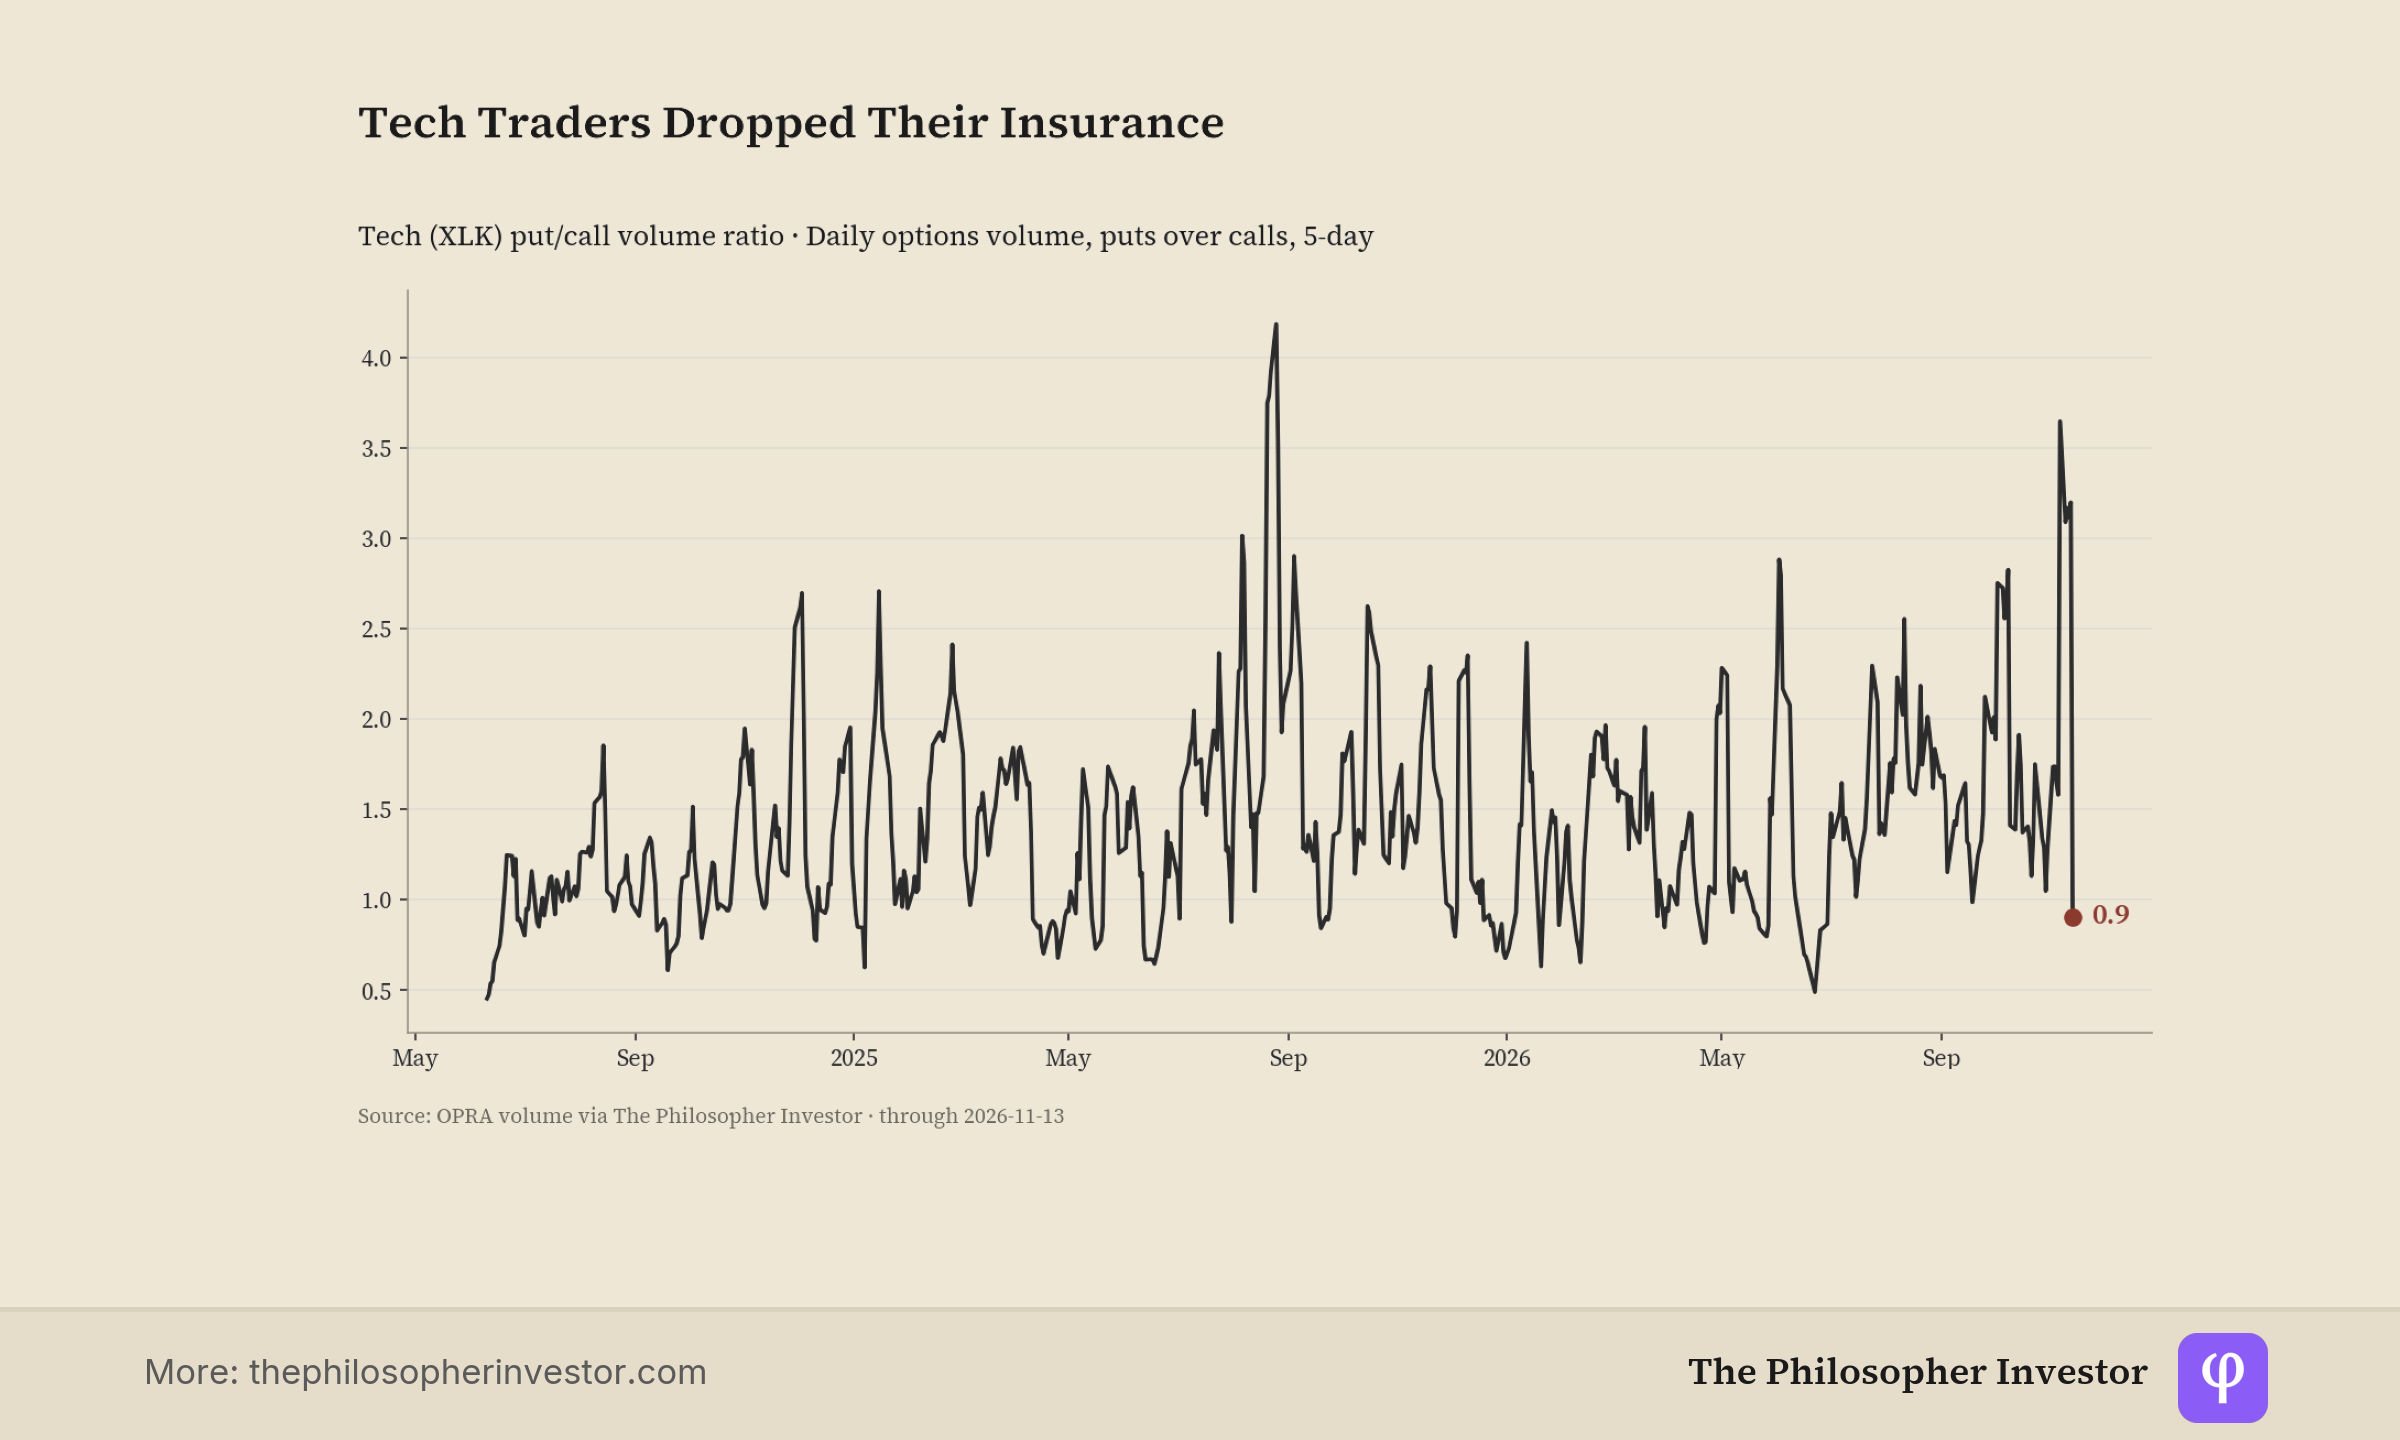 Tech Traders Dropped Their Insurance
Tech (XLK) put/call volume ratio · Daily options volume, puts over calls, 5-day
4.0
3.5
3.0
2.5
2.0
1.5
1.0
0.5
0.9
May Sep 2025 May Sep 2026 May Sep
Source: OPRA volume via The Philosopher Investor · through 2026-11-13
More: thephilosopherinvestor.com
The Philosopher Investor φ